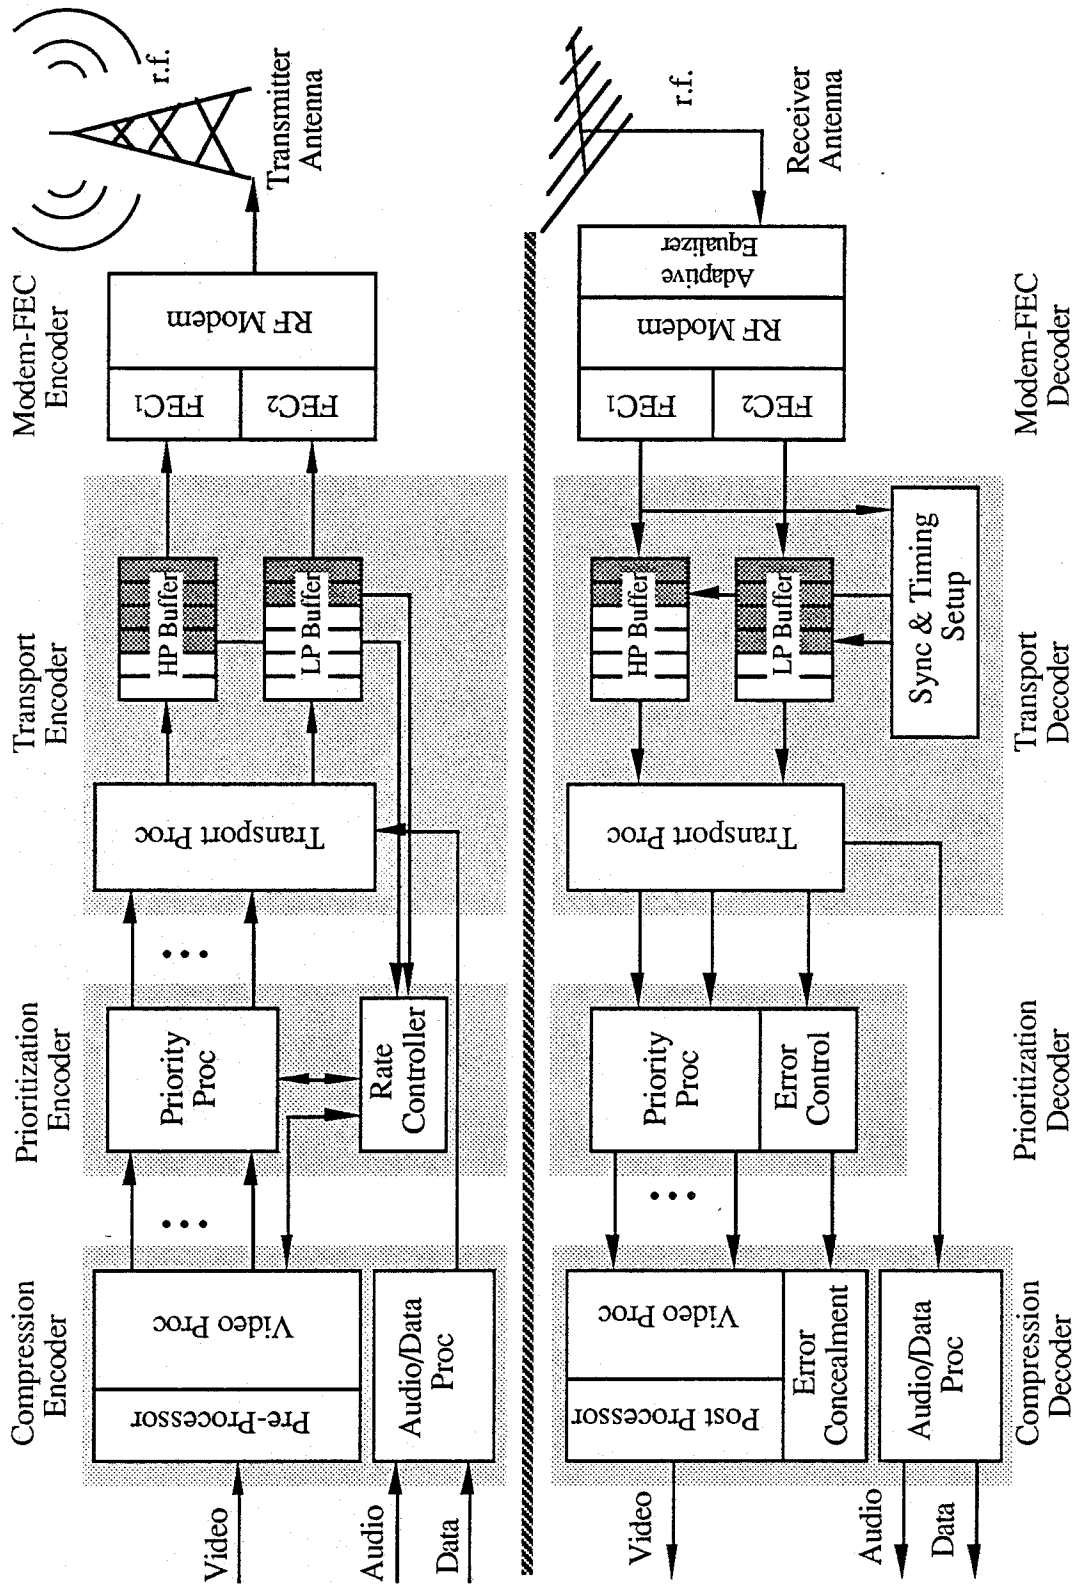 Compression
Encoder
Prioritization
Encoder
Transport
Encoder
Modem-FEC
Encoder
Video
Pre-Processor
Video Proc
Audio
Data
Audio/Data
Proc
Priority
Proc
Rate
Controller
Transport Proc
HP Buffer
LP Buffer
FEC1
FEC2
RF Modem
r.f.
Transmitter
Antenna
Video
Post Processor
Video Proc
Error
Concealment
Audio
Data
Audio/Data
Proc
Priority
Proc
Error
Control
Transport Proc
HP Buffer
LP Buffer
Sync & Timing
Setup
FEC1
FEC2
RF Modem
Adaptive
Equalizer
r.f.
Receiver
Antenna
Compression
Decoder
Prioritization
Decoder
Transport
Decoder
Modem-FEC
Decoder